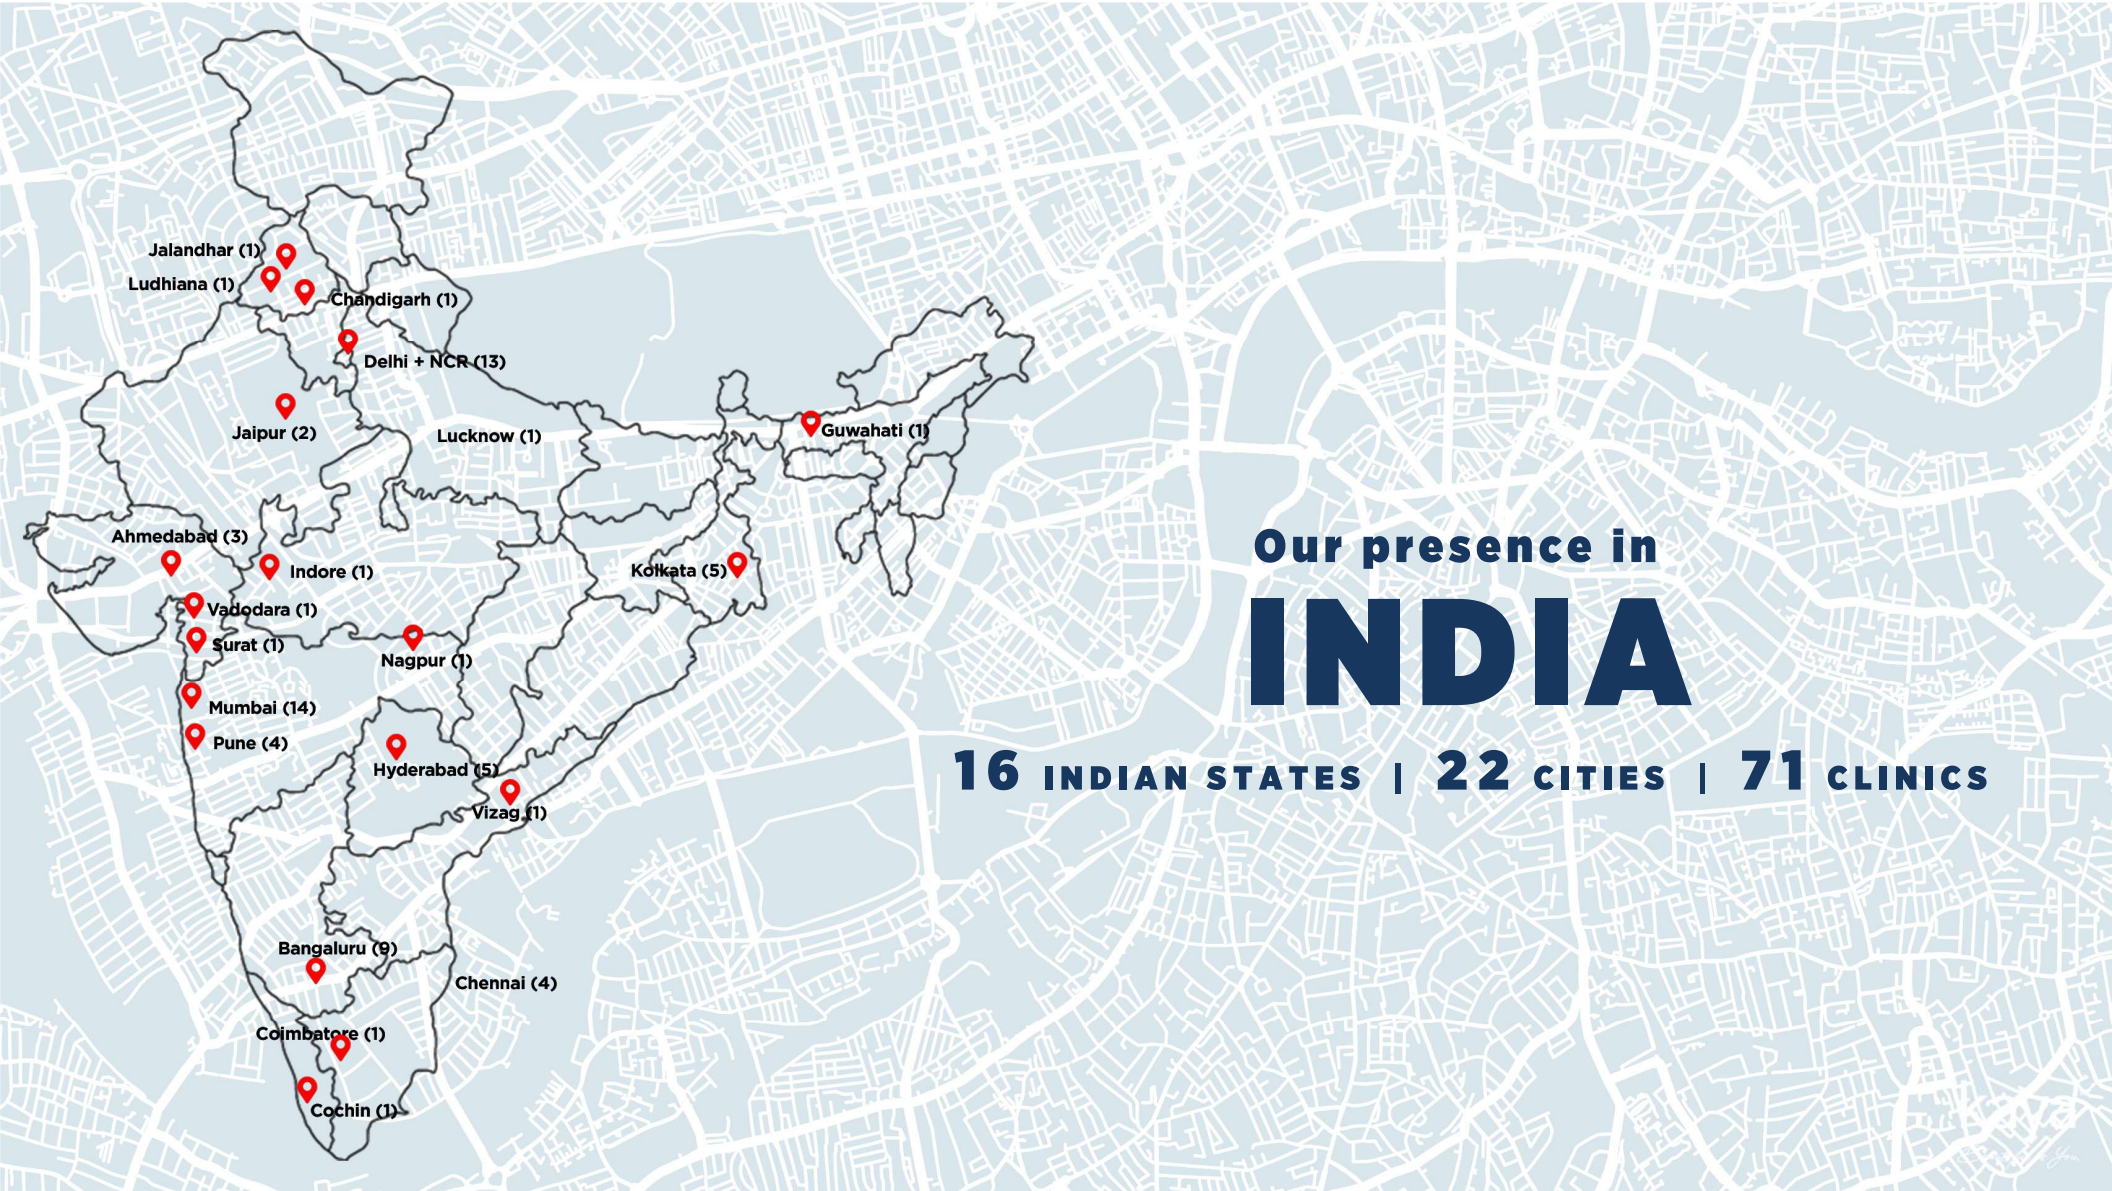 Jalandhar (1)
Ludhiana (1)
Chandigarh (1)
Delhi + NCR (13)
Jaipur (2)
Lucknow (1)
Guwahati (1)
Ahmedabad (3)
Indore (1)
Kolkata (5)
Vadodara (1)
Surat (1)
Nagpur (1)
Mumbai (14)
Pune (4)
Hyderabad (5)
Vizag (1)
Bangaluru (9)
Chennai (4)
Coimbatore (1)
Cochin (1)
Our presence in
INDIA
16 INDIAN STATES | 22 CITIES | 71 CLINICS
kaya